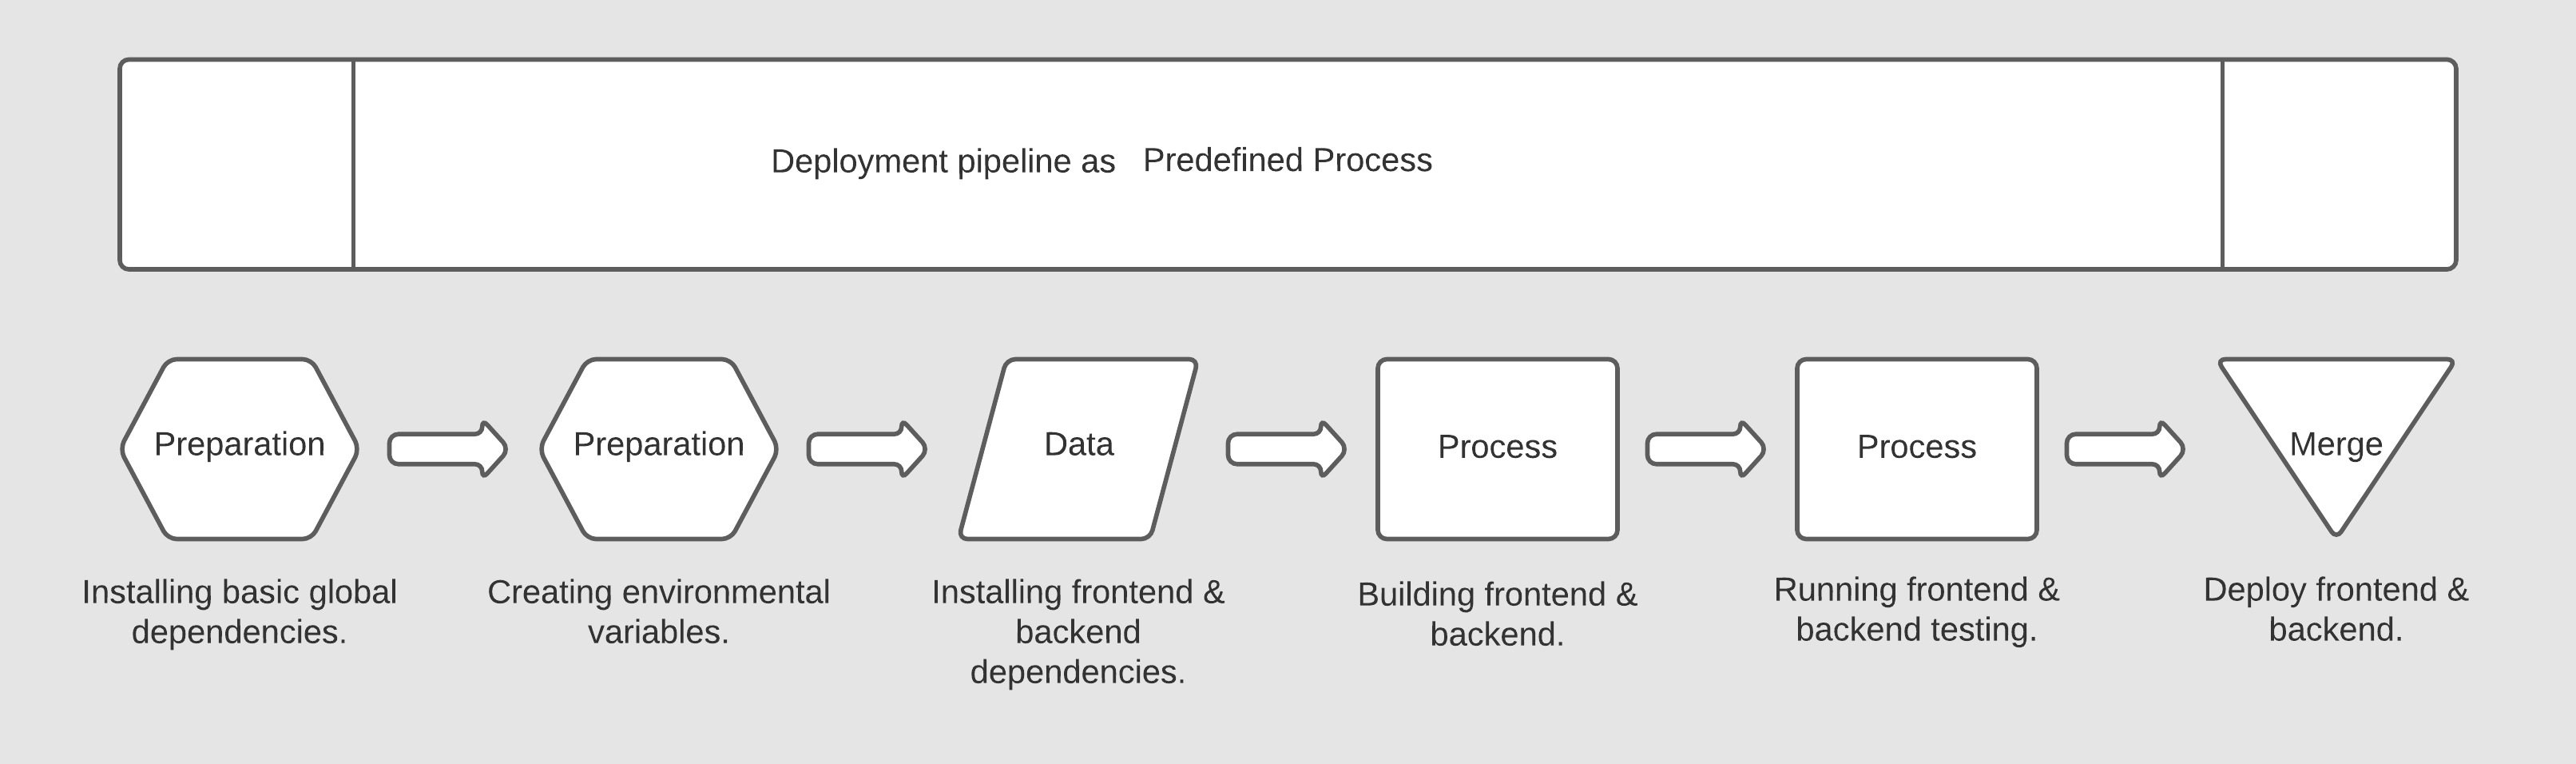 Deployment pipeline as Predefined Process
Preparation
Preparation
Data
Process
Process
Merge
Installing basic global
dependencies.
Creating environmental
variables.
Installing frontend &
backend
dependencies.
Building frontend &
backend.
Running frontend &
backend testing.
Deploy frontend &
backend.